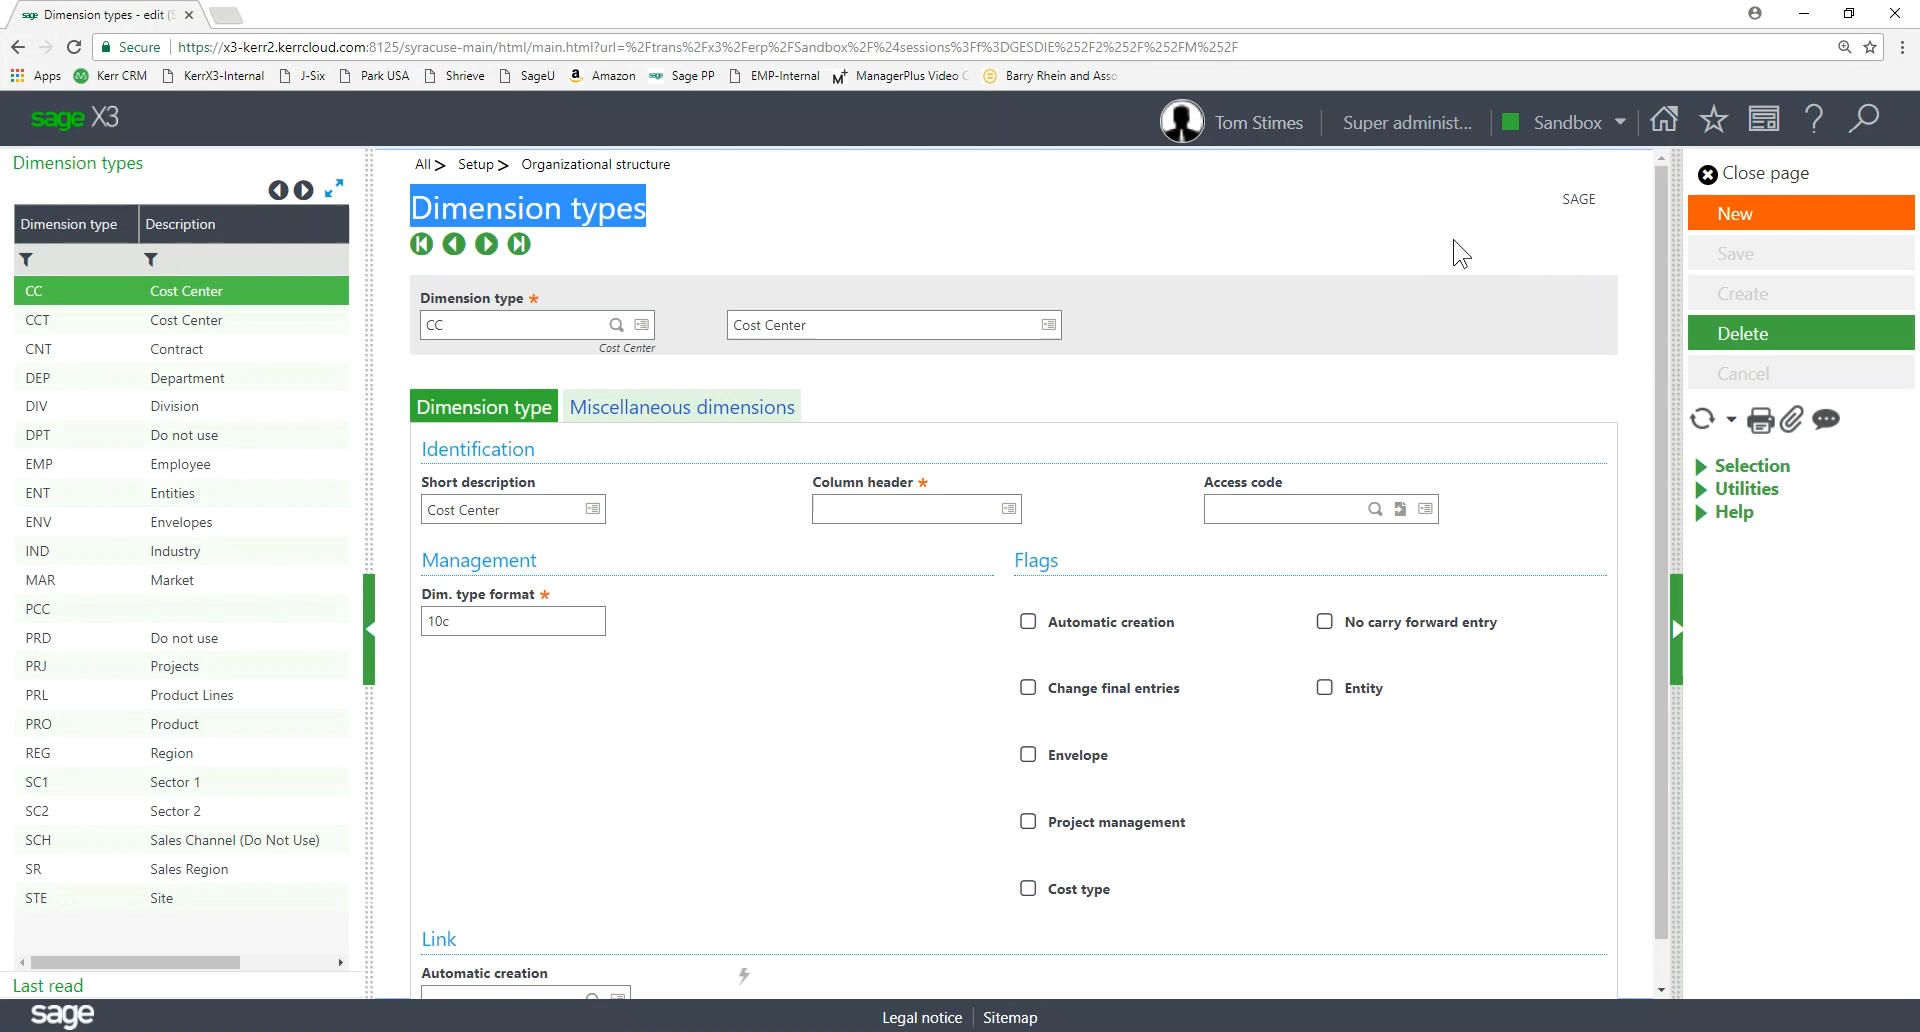 sage Dimension types - edit (S
Secure https://x3-kerr2.kerrcloud.com:8125/syracuse-main/html/main.html?url=%2Ftrans%2Fx3%2Ferp%2FSandbox%2F%24sessions%3Ff%3DGESDIE%252F2%252F%252FM%252F
Apps Kerr CRM KerrX3-Internal J-Six Park USA Shrieve SageU Amazon sage Sage PP EMP-Internal ManagerPlus Video C Barry Rhein and Asso
sage X3 Tom Stimes Super administ... Sandbox
Dimension types
Dimension type Description
CC Cost Center
CCT Cost Center
CNT Contract
DEP Department
DIV Division
DPT Do not use
EMP Employee
ENT Entities
ENV Envelopes
IND Industry
MAR Market
PCC
PRD Do not use
PRJ Projects
PRL Product Lines
PRO Product
REG Region
SC1 Sector 1
SC2 Sector 2
SCH Sales Channel (Do Not Use)
SR Sales Region
STE Site
Last read
All > Setup > Organizational structure
Dimension types
SAGE
Dimension type *
CC Cost Center
Cost Center
Dimension type Miscellaneous dimensions
Identification
Short description Column header * Access code
Cost Center
Management Flags
Dim. type format *
10c
Automatic creation No carry forward entry
Change final entries Entity
Envelope
Project management
Cost type
Link
Automatic creation
Close page
New
Save
Create
Delete
Cancel
Selection
Utilities
Help
sage Legal notice Sitemap